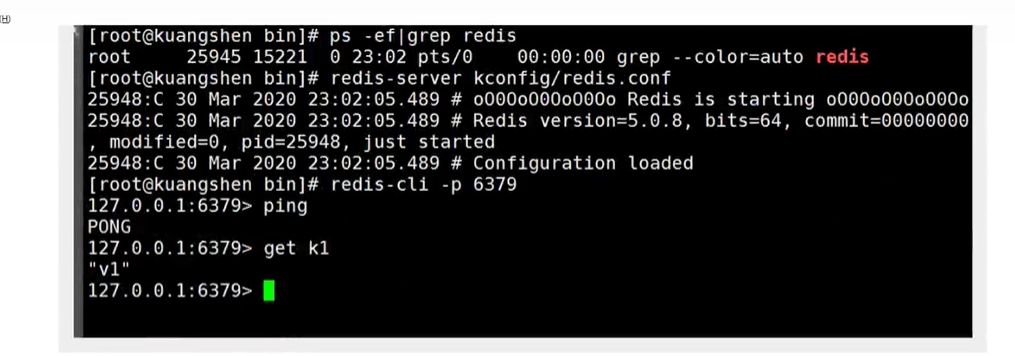 [root@kuangshen bin]# ps -ef|grep redis
root     25945 15221  0 23:02 pts/0    00:00:00 grep --color=auto redis
[root@kuangshen bin]# redis-server kconfig/redis.conf
25948:C 30 Mar 2020 23:02:05.489 # oO0OoO0OoO0Oo Redis is starting oO0OoO0OoO0Oo
25948:C 30 Mar 2020 23:02:05.489 # Redis version=5.0.8, bits=64, commit=00000000
, modified=0, pid=25948, just started
25948:C 30 Mar 2020 23:02:05.489 # Configuration loaded
[root@kuangshen bin]# redis-cli -p 6379
127.0.0.1:6379> ping
PONG
127.0.0.1:6379> get k1
"v1"
127.0.0.1:6379>